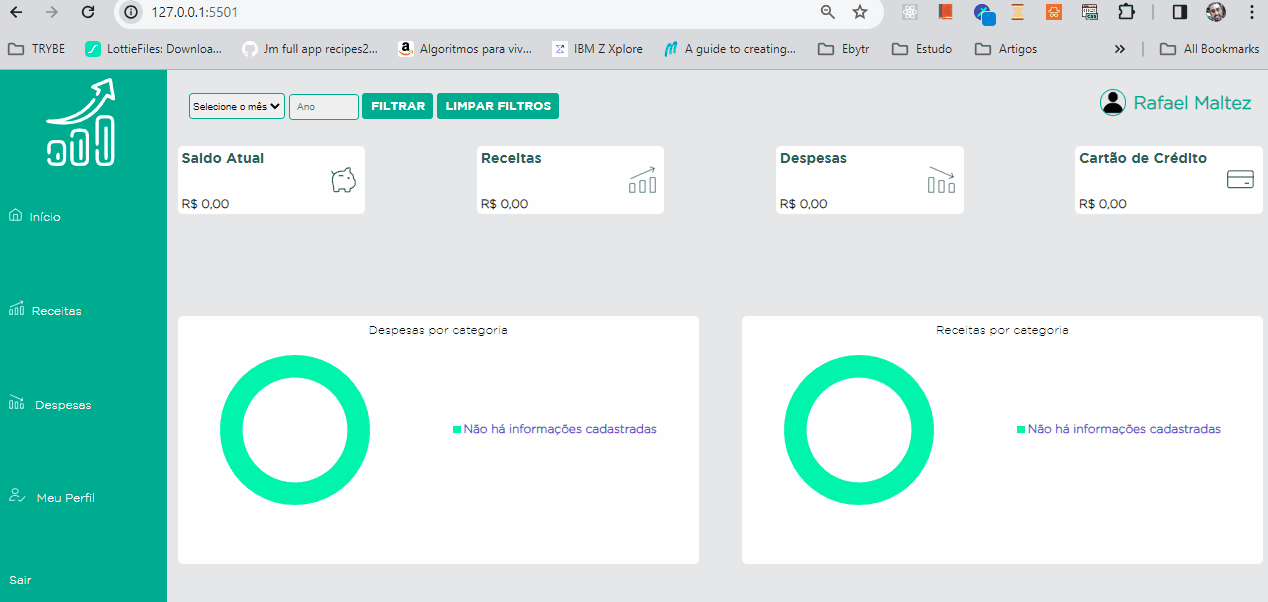 127.0.0.1:5501
TRYBE
LottieFiles: Downloa...
Jm full app recipes2...
Algoritmos para viv...
IBM Z Xplore
A guide to creating...
Ebytr
Estudo
Artigos
»
All Bookmarks
Selecione o mês
Ano
FILTRAR
LIMPAR FILTROS
Rafael Maltez
Saldo Atual
R$ 0,00
Receitas
R$ 0,00
Despesas
R$ 0,00
Cartão de Crédito
R$ 0,00
Início
Receitas
Despesas
Meu Perfil
Sair
Despesas por categoria
Não há informações cadastradas
Receitas por categoria
Não há informações cadastradas